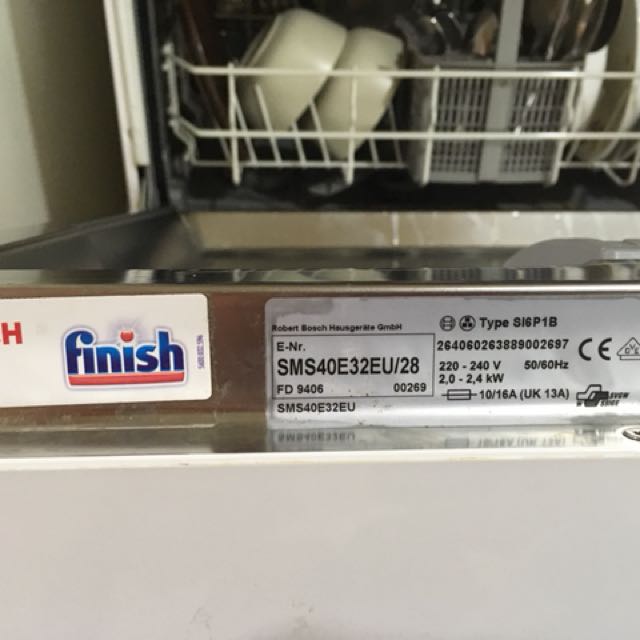 CH
finish
Robert Bosch Hausgeräte GmbH
E-Nr.
SMS40E32EU/28
FD 9406 00269
SMS40E32EU
Type SI6P1B
264060263889002697
220 - 240 V 50/60Hz
2,0 - 2,4 kW
10/16A (UK 13A)
CE